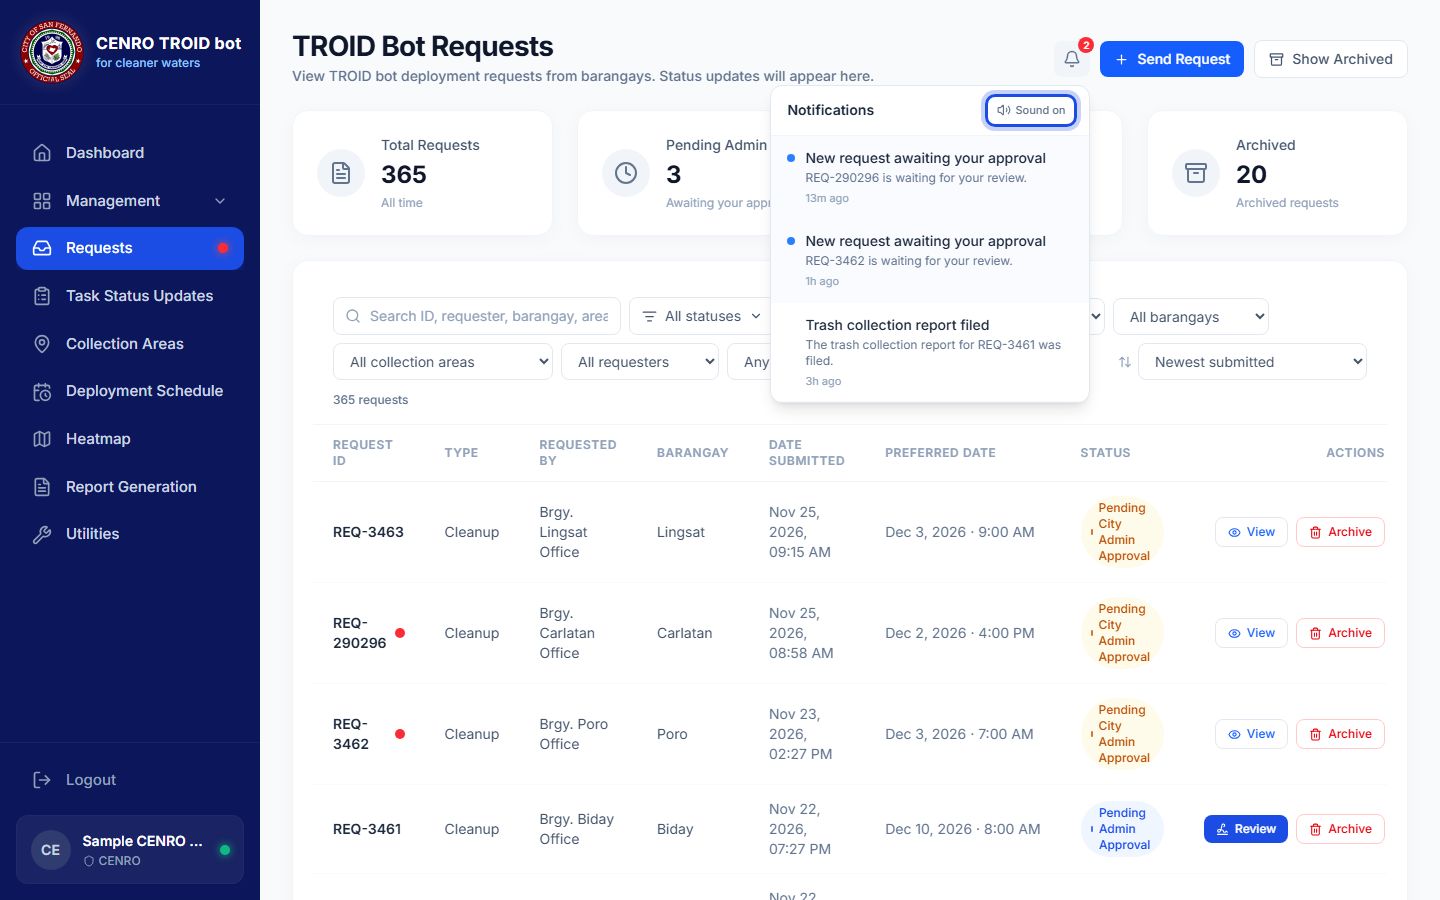 CITY OF SAN FERNANDO
OFFICIAL SEAL
CENRO TROID bot
for cleaner waters
Dashboard
Management
Requests
Task Status Updates
Collection Areas
Deployment Schedule
Heatmap
Report Generation
Utilities
Logout
CE
Sample CENRO ...
CENRO
TROID Bot Requests
View TROID bot deployment requests from barangays. Status updates will appear here.
2
Send Request
Show Archived
Total Requests
365
All time
Pending Admin
3
Awaiting your appr
Archived
20
Archived requests
Notifications
Sound on
New request awaiting your approval
REQ-290296 is waiting for your review.
13m ago
New request awaiting your approval
REQ-3462 is waiting for your review.
1h ago
Trash collection report filed
The trash collection report for REQ-3461 was
filed.
3h ago
Search ID, requester, barangay, area
All statuses
All barangays
All collection areas
All requesters
Any
Newest submitted
365 requests
REQUEST
ID
TYPE
REQUESTED
BY
BARANGAY
DATE
SUBMITTED
PREFERRED DATE
STATUS
ACTIONS
REQ-3463
Cleanup
Brgy.
Lingsat
Office
Lingsat
Nov 25,
2026,
09:15 AM
Dec 3, 2026 · 9:00 AM
Pending
City
Admin
Approval
View
Archive
REQ-
290296
Cleanup
Brgy.
Carlatan
Office
Carlatan
Nov 25,
2026,
08:58 AM
Dec 2, 2026 · 4:00 PM
Pending
City
Admin
Approval
View
Archive
REQ-
3462
Cleanup
Brgy. Poro
Office
Poro
Nov 23,
2026,
02:27 PM
Dec 3, 2026 · 7:00 AM
Pending
City
Admin
Approval
View
Archive
REQ-3461
Cleanup
Brgy. Biday
Office
Biday
Nov 22,
2026,
07:27 PM
Dec 10, 2026 · 8:00 AM
Pending
Admin
Approval
Review
Archive
Nov 22,